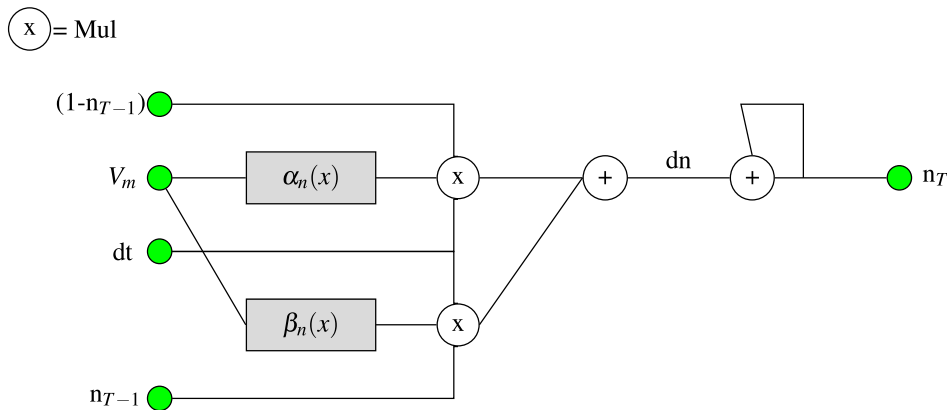 x = Mul
(1-n_{T−1})
V_m
α_n(x)
x
+
dn
+
n_T
dt
β_n(x)
x
n_{T−1}